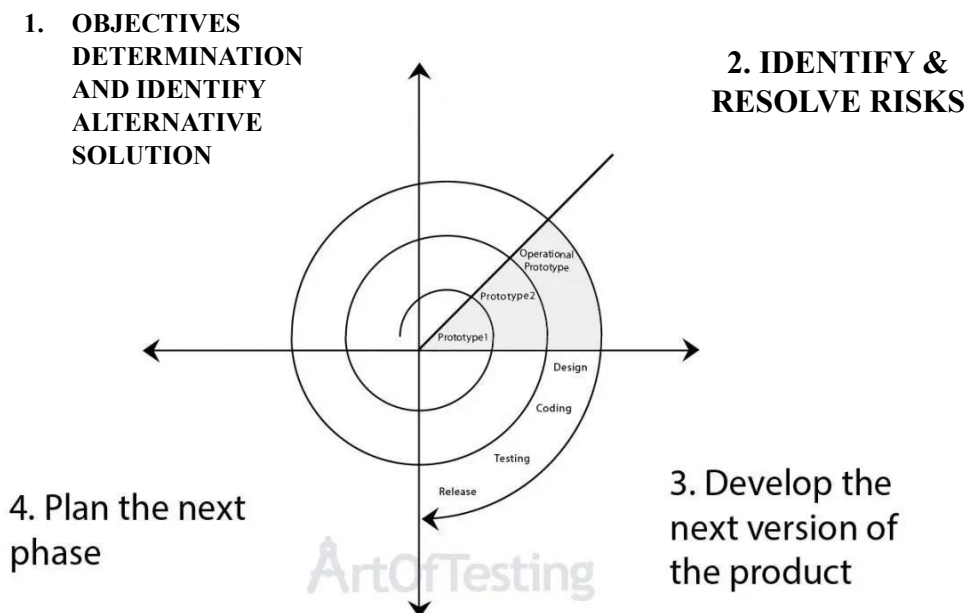 1. OBJECTIVES
DETERMINATION
AND IDENTIFY
ALTERNATIVE
SOLUTION
2. IDENTIFY &
RESOLVE RISKS
Operational
Prototype
Prototype2
Prototype1
Design
Coding
Testing
Release
4. Plan the next
phase
3. Develop the
next version of
the product
ArtOfTesting